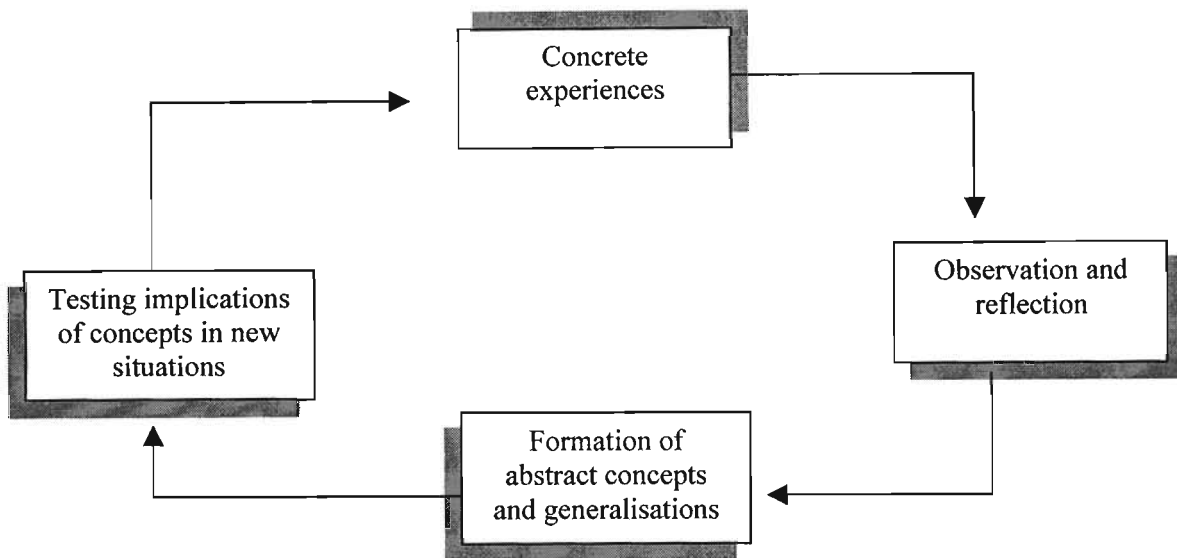 Concrete
experiences
Observation and
reflection
Formation of
abstract concepts
and generalisations
Testing implications
of concepts in new
situations